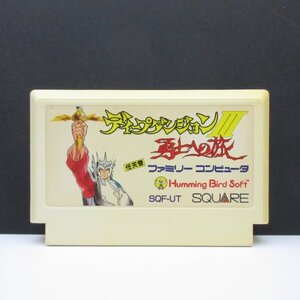 ディープダンジョンIII
勇士への旅
任天堂
ファミリー コンピュータ
Humming Bird Soft
SQF-UT SQUARE